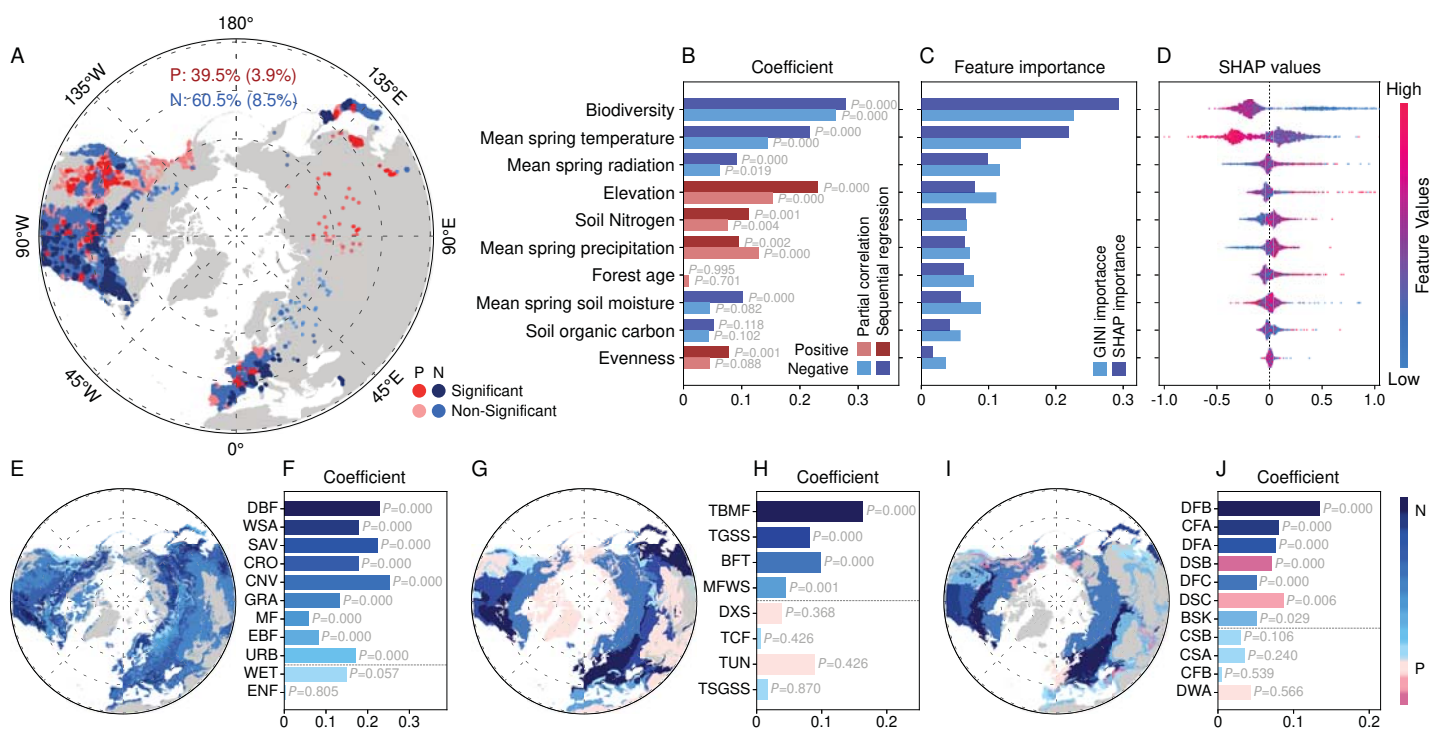 A
180°
135°W
135°E
90°W
90°E
45°W
45°E
0°
P: 39.5% (3.9%)
N: 60.5% (8.5%)
P N
Significant
Non-Significant
B
Coefficient
Biodiversity
P=0.000
P=0.000
Mean spring temperature
P=0.000
P=0.000
Mean spring radiation
P=0.000
P=0.019
Elevation
P=0.000
P=0.000
Soil Nitrogen
P=0.001
P=0.004
Mean spring precipitation
P=0.002
P=0.000
Forest age
P=0.995
P=0.701
Mean spring soil moisture
P=0.000
P=0.082
Soil organic carbon
P=0.118
P=0.102
Evenness
P=0.001
P=0.088
Partial correlation
Sequential regression
Positive
Negative
0 0.1 0.2 0.3
C
Feature importance
GINI importacce
SHAP importance
0 0.1 0.2 0.3
D
SHAP values
-1.0 -0.5 0 0.5 1.0
High
Feature Values
Low
E
F
Coefficient
DBF P=0.000
WSA P=0.000
SAV P=0.000
CRO P=0.000
CNV P=0.000
GRA P=0.000
MF P=0.000
EBF P=0.000
URB P=0.000
WET P=0.057
ENF P=0.805
0 0.1 0.2 0.3
G
H
Coefficient
TBMF P=0.000
TGSS P=0.000
BFT P=0.000
MFWS P=0.001
DXS P=0.368
TCF P=0.426
TUN P=0.426
TSGSS P=0.870
0 0.1 0.2
I
J
Coefficient
DFB P=0.000
CFA P=0.000
DFA P=0.000
DSB P=0.000
DFC P=0.000
DSC P=0.006
BSK P=0.029
CSB P=0.106
CSA P=0.240
CFB P=0.539
DWA P=0.566
0 0.1 0.2
N
P